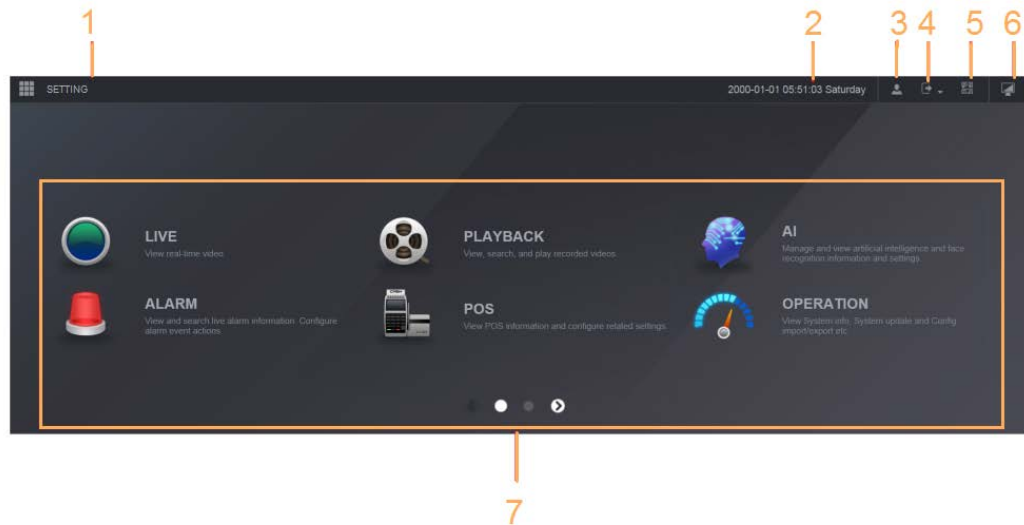 1
2
3
4
5
6
SETTING
2000-01-01 05:51:03 Saturday
LIVE
View real-time video.
PLAYBACK
View, search, and play recorded videos.
AI
Manage and view artificial intelligence and face
recognition information and settings.
ALARM
View and search live alarm information. Configure
alarm event actions.
POS
View POS information and configure related settings.
OPERATION
View System info, System update and Config
import/export etc.
7